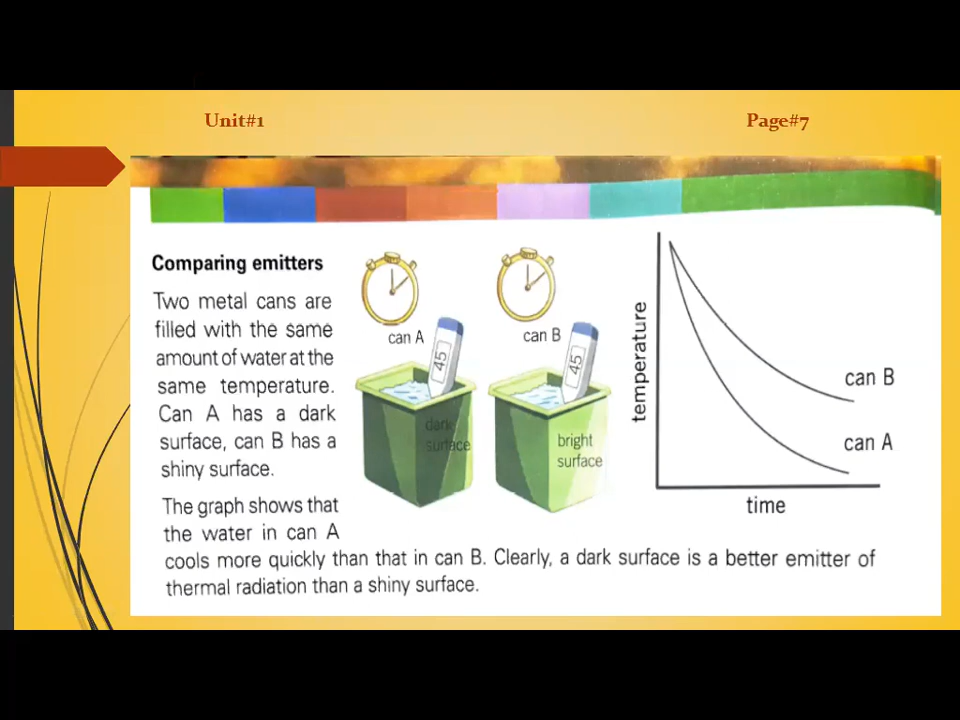 Unit#1
Page#7
Comparing emitters
Two metal cans are
filled with the same
amount of water at the
same temperature.
Can A has a dark
surface, can B has a
shiny surface.
The graph shows that
the water in can A
cools more quickly than that in can B. Clearly, a dark surface is a better emitter of
thermal radiation than a shiny surface.
can A
45
dark
surface
can B
45
bright
surface
temperature
can B
can A
time